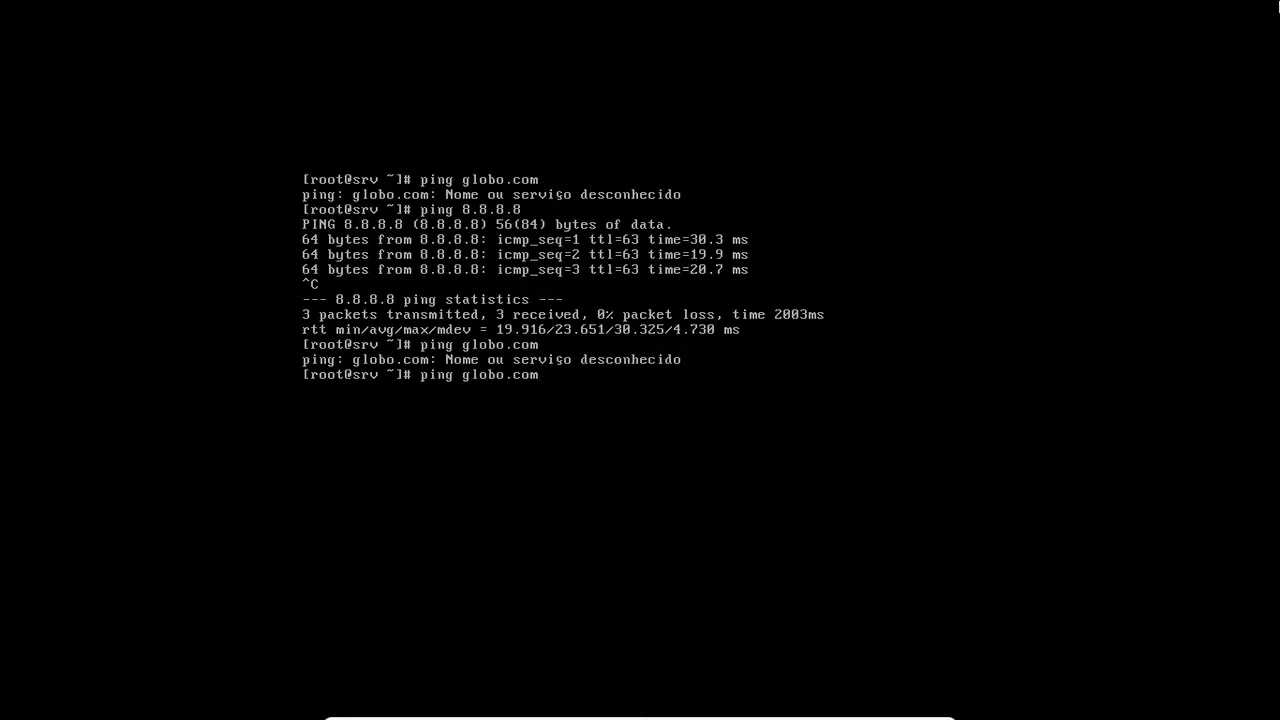 [root@srv ~]# ping globo.com
ping: globo.com: Nome ou serviço desconhecido
[root@srv ~]# ping 8.8.8.8
PING 8.8.8.8 (8.8.8.8) 56(84) bytes of data.
64 bytes from 8.8.8.8: icmp_seq=1 ttl=63 time=30.3 ms
64 bytes from 8.8.8.8: icmp_seq=2 ttl=63 time=19.9 ms
64 bytes from 8.8.8.8: icmp_seq=3 ttl=63 time=20.7 ms
^C
--- 8.8.8.8 ping statistics ---
3 packets transmitted, 3 received, 0% packet loss, time 2003ms
rtt min/avg/max/mdev = 19.916/23.651/30.325/4.730 ms
[root@srv ~]# ping globo.com
ping: globo.com: Nome ou serviço desconhecido
[root@srv ~]# ping globo.com